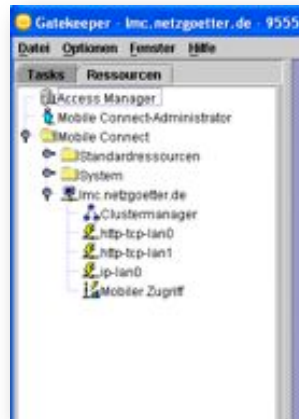 Gatekeeper - lmc.netzgoetter.de - 9555
Datei Optionen Fenster Hilfe
Tasks Ressourcen
Access Manager
Mobile Connect-Administrator
Mobile Connect
Standardressourcen
System
lmc.netzgoetter.de
Clustermanager
http-tcp-lan0
http-tcp-lan1
ip-lan0
Mobiler Zugriff